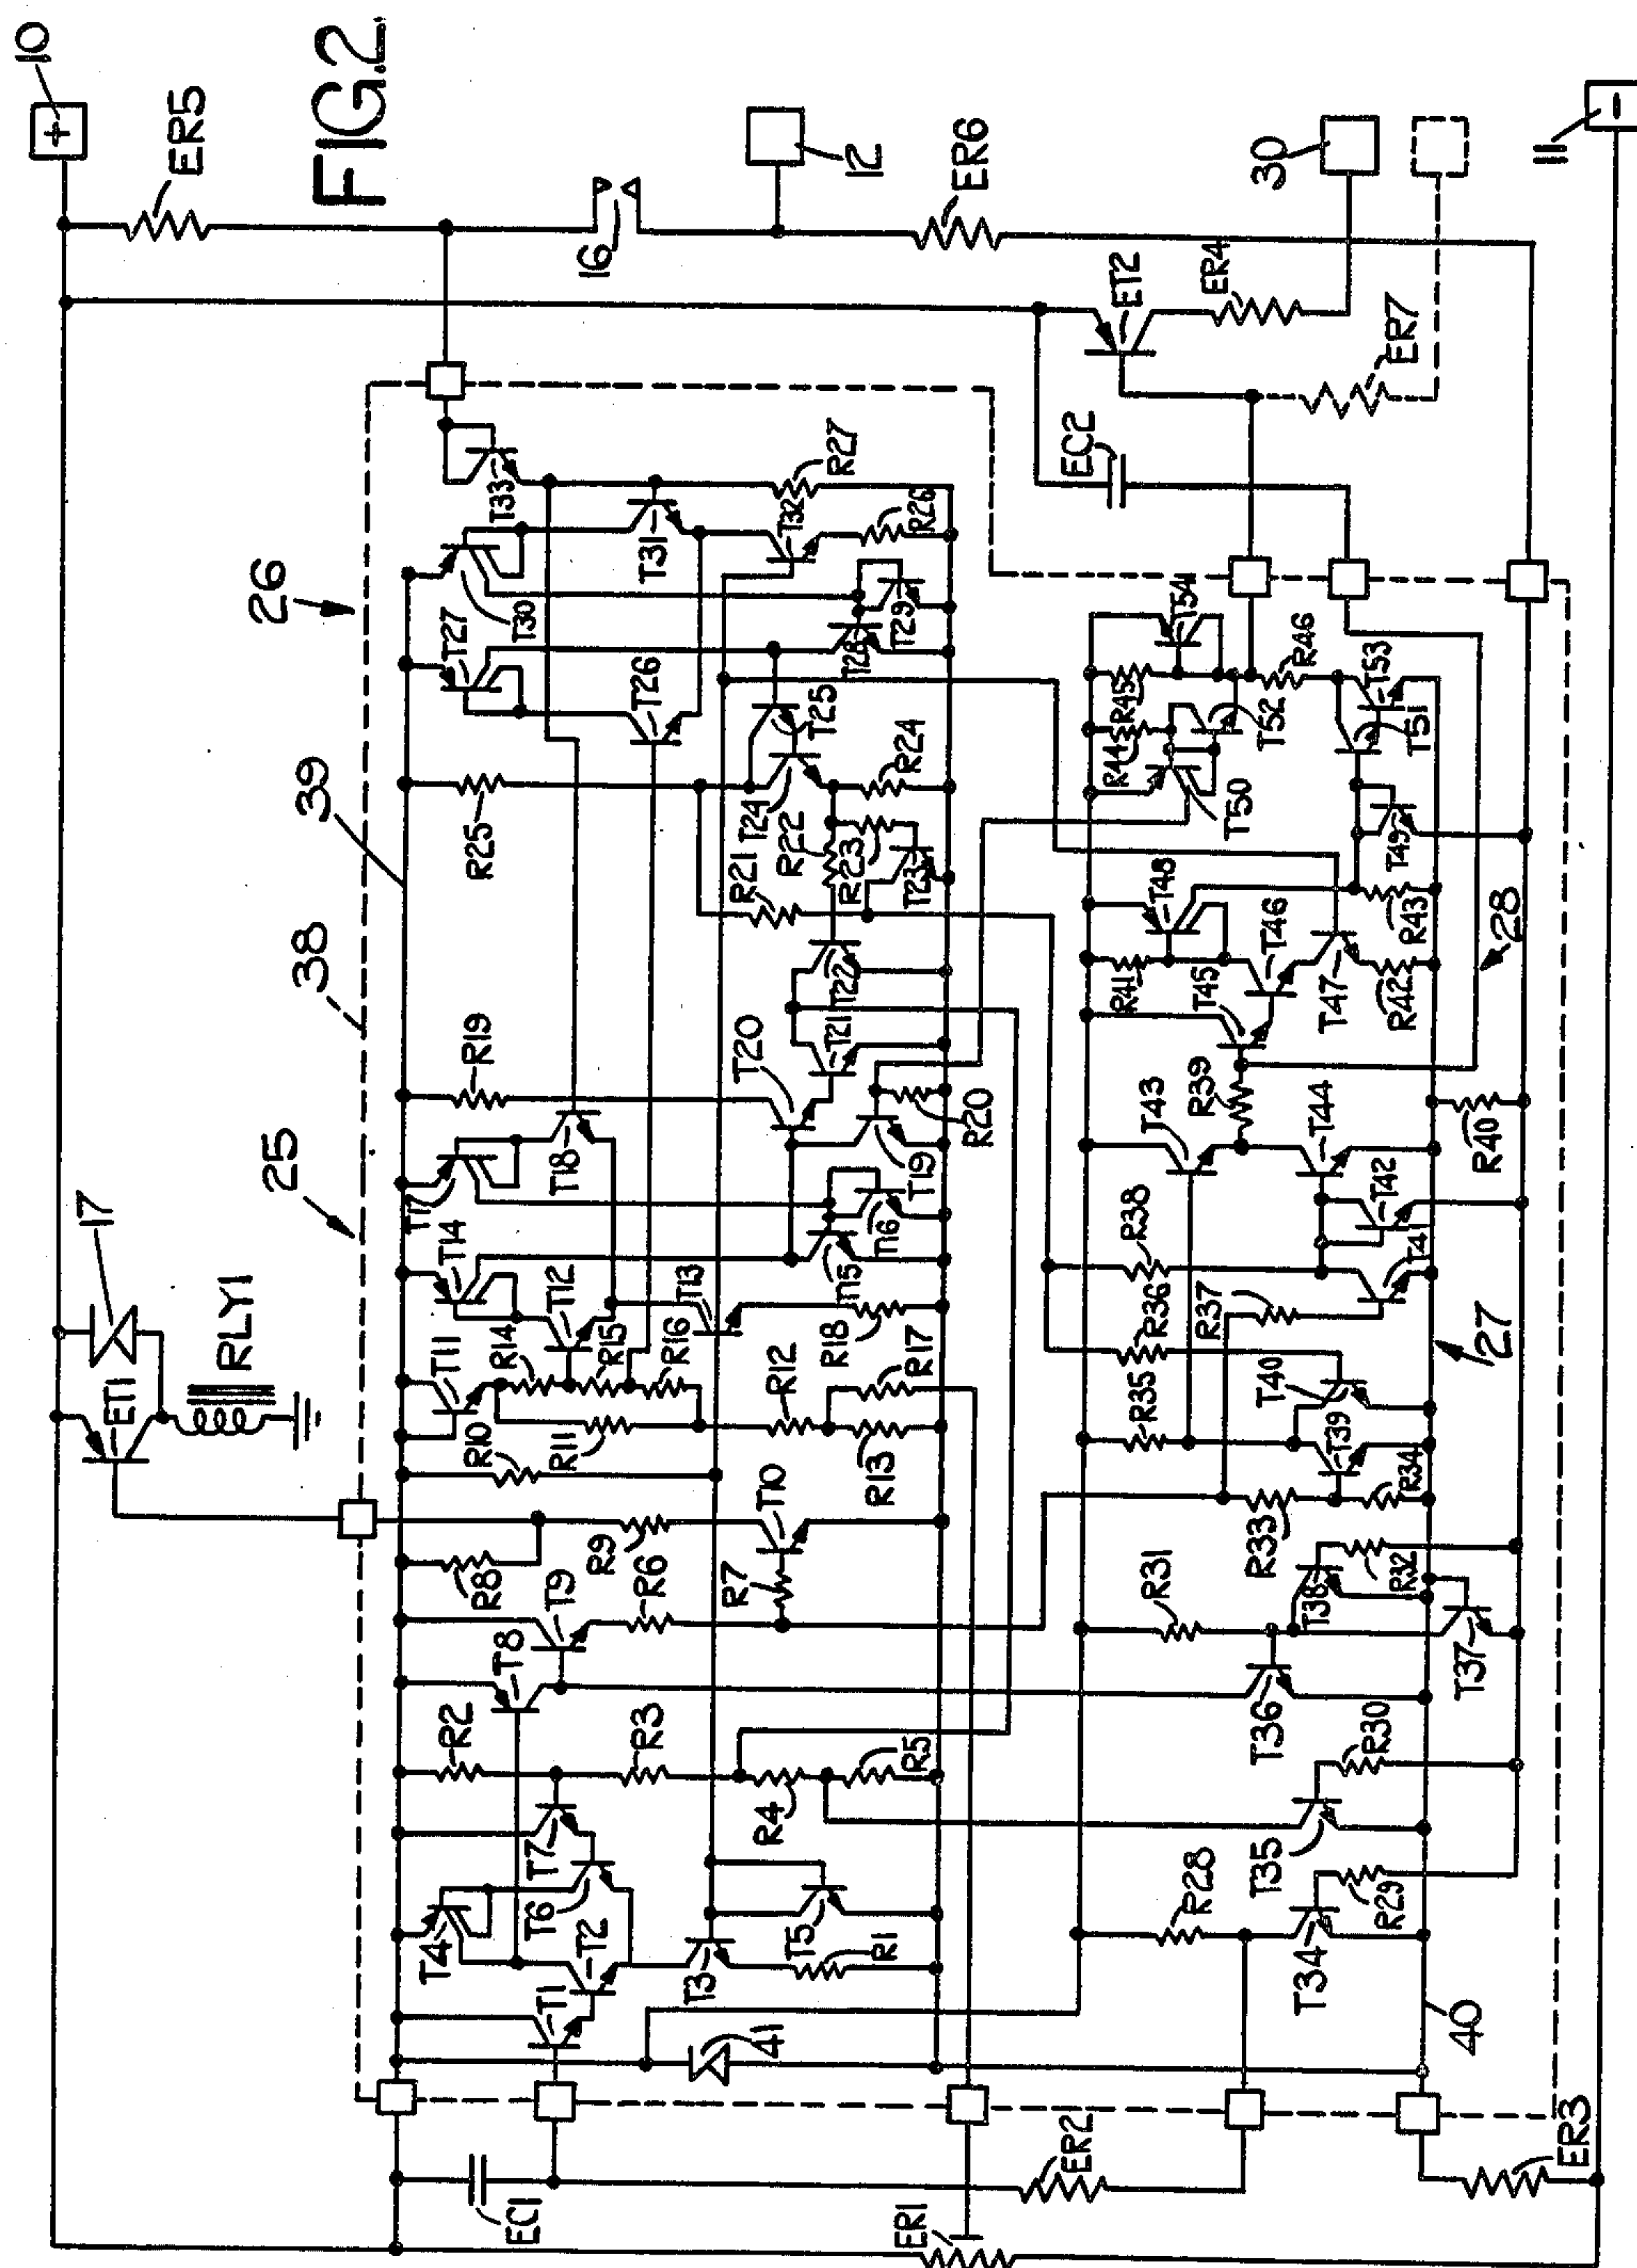 FIG.2.
10
+
ER5
16
12
ER6
ET2
ER4
30
ER7
11
-
EC2
17
ET1
RLY1
25
38
39
26
R2
R8
R10
T11
T14
T17
R19
R25
T27
T30
T33
T4
T7
T8
T9
R14
T12
T18
T26
T31
T6
T2
T1
R3
R6
R9
R11
R15
R16
T13
T20
R21
T24
T25
R22
T28
T29
T32
R27
T3
T5
R4
R7
T10
R12
T15
T16
T21
T22
R23
R24
R26
R1
R5
R13
R17
R18
T19
R20
T23
41
EC1
ER1
ER2
ER3
40
R28
T34
R29
T35
R30
T36
R31
T38
R32
T37
R33
R34
R35
T39
T40
R36
R37
R38
T41
T42
T43
T44
R39
R40
R41
T45
T46
T47
R42
T48
R43
T49
R44
T50
R45
T52
T54
R46
T53
T51
27
28